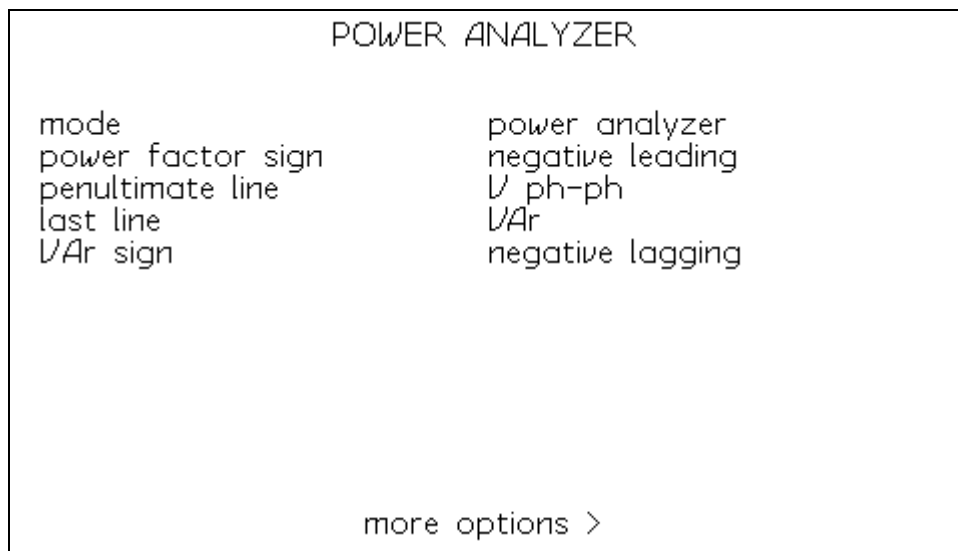 POWER ANALYZER
mode power analyzer
power factor sign negative leading
penultimate line V ph-ph
last line VAr
VAr sign negative lagging
more options >